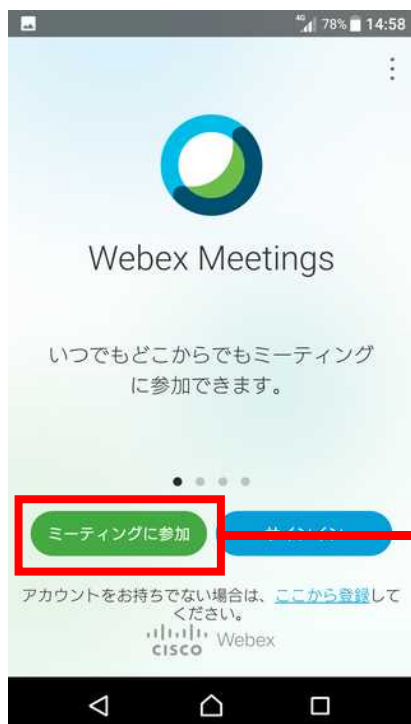 4G 78% 14:58
Webex Meetings
いつでもどこからでもミーティング
に参加できます。
ミーティングに参加
アカウントをお持ちでない場合は、ここから登録して
ください。
CISCO Webex